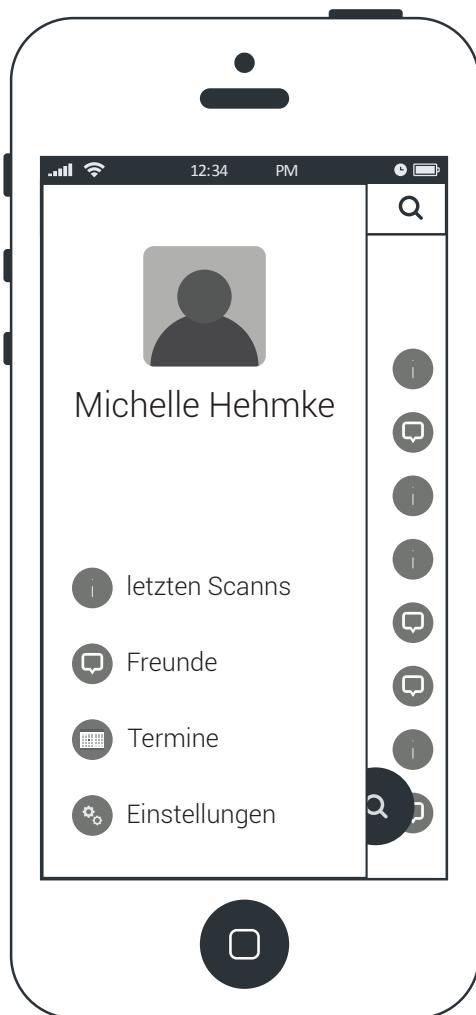 12:34 PM
Michelle Hehmke
letzten Scanns
Freunde
Termine
Einstellungen